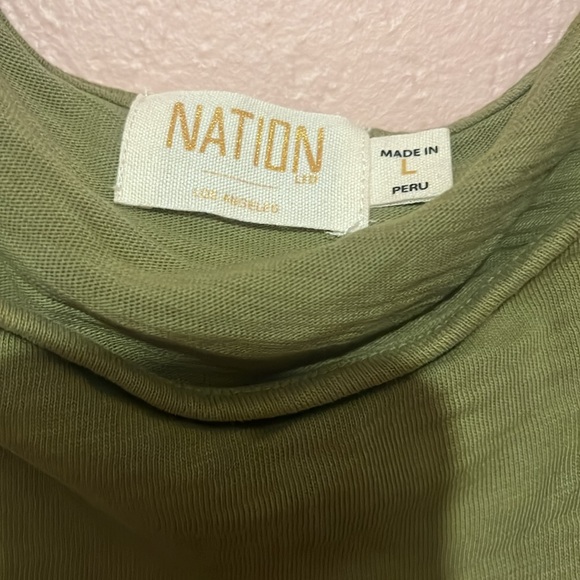 NATION
LTD
LOS ANGELES
MADE IN
L
PERU